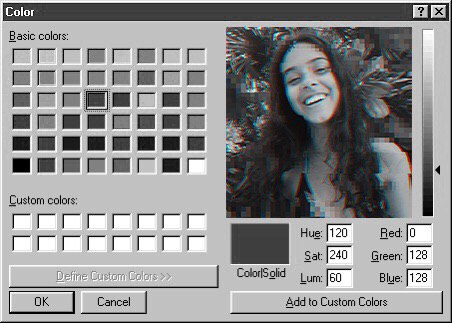 Color
Basic colors:
Custom colors:
Define Custom Colors >>
OK
Cancel
Color|Solid
Hue: 120
Sat: 240
Lum: 60
Red: 0
Green: 128
Blue: 128
Add to Custom Colors